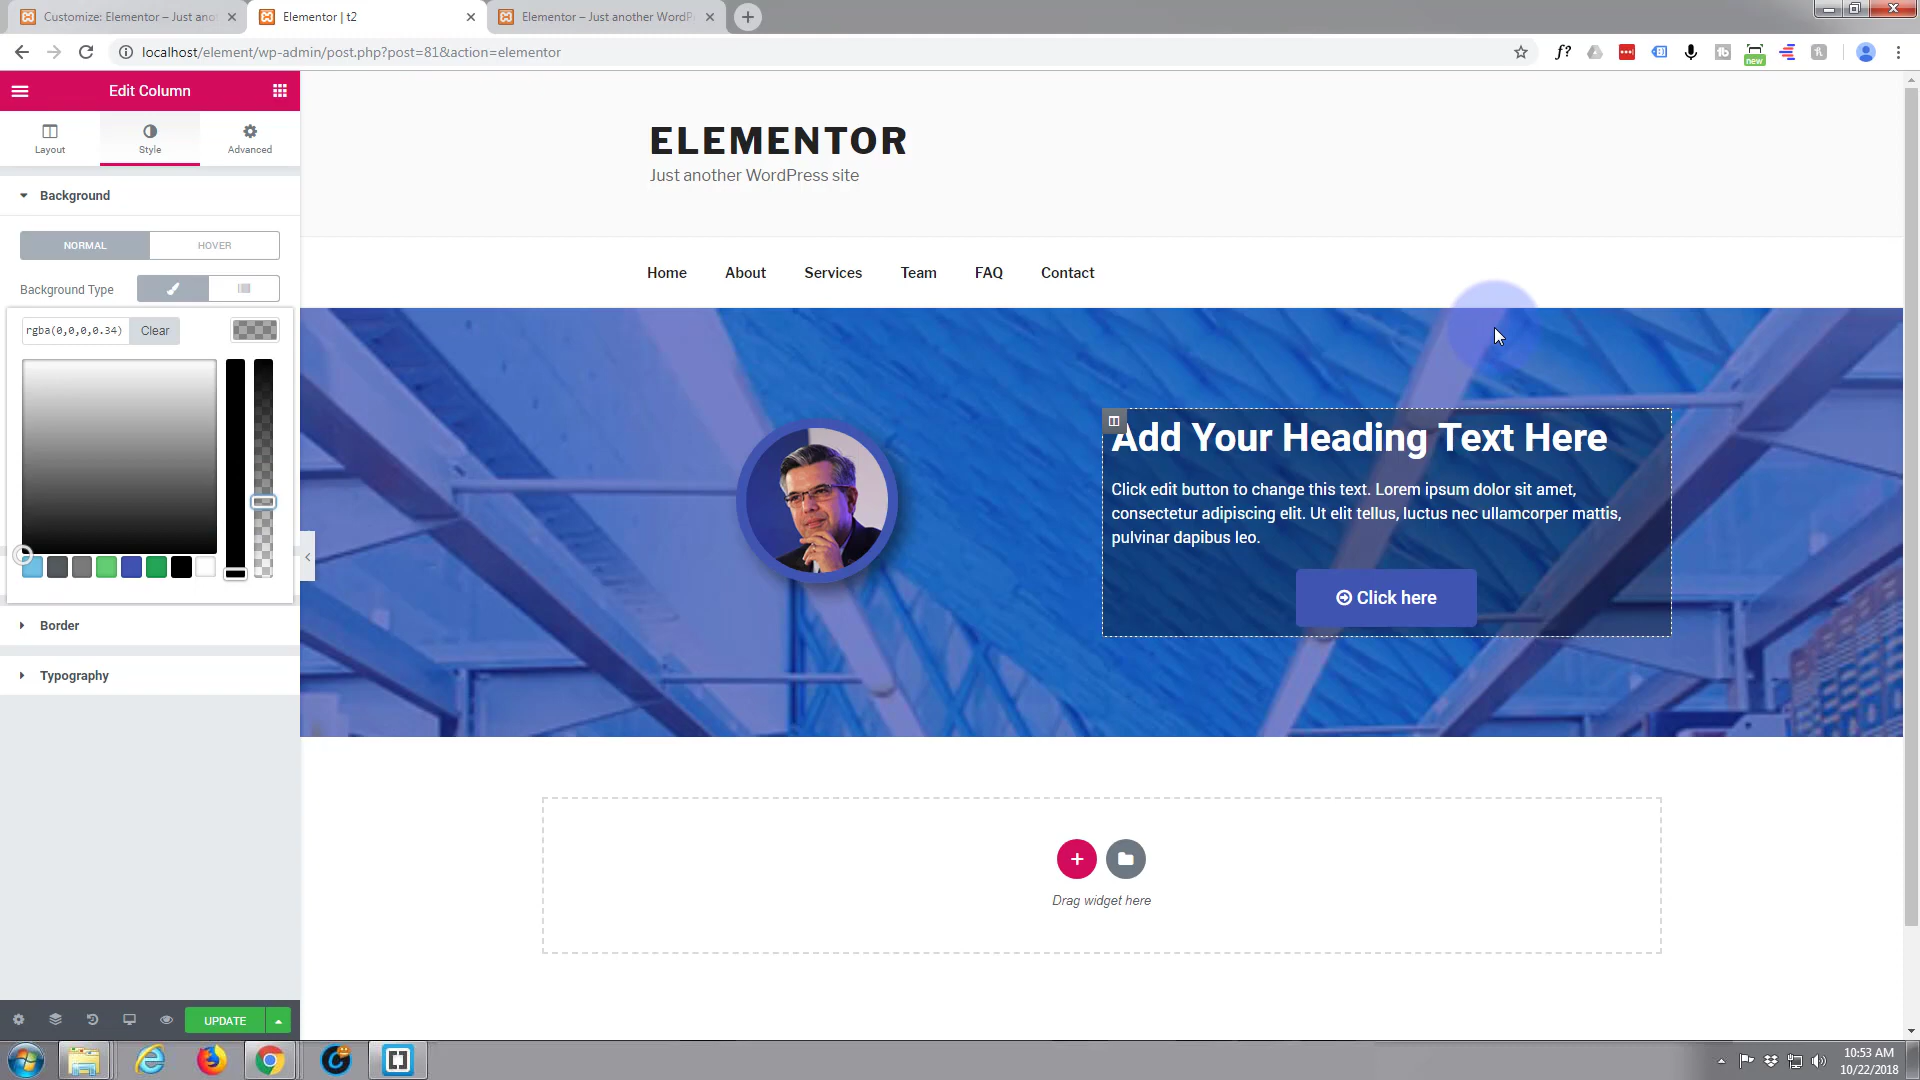 Customize: Elementor – Just ano
Elementor | t2
Elementor – Just another WordP
localhost/element/wp-admin/post.php?post=81&action=elementor
f?
new
Edit Column
Layout
Style
Advanced
Background
NORMAL
HOVER
Background Type
rgba(0,0,0,0.34)
Clear
Border
Typography
UPDATE
ELEMENTOR
Just another WordPress site
Home
About
Services
Team
FAQ
Contact
Add Your Heading Text Here
Click edit button to change this text. Lorem ipsum dolor sit amet,
consectetur adipiscing elit. Ut elit tellus, luctus nec ullamcorper mattis,
pulvinar dapibus leo.
Click here
Drag widget here
10:53 AM
10/22/2018